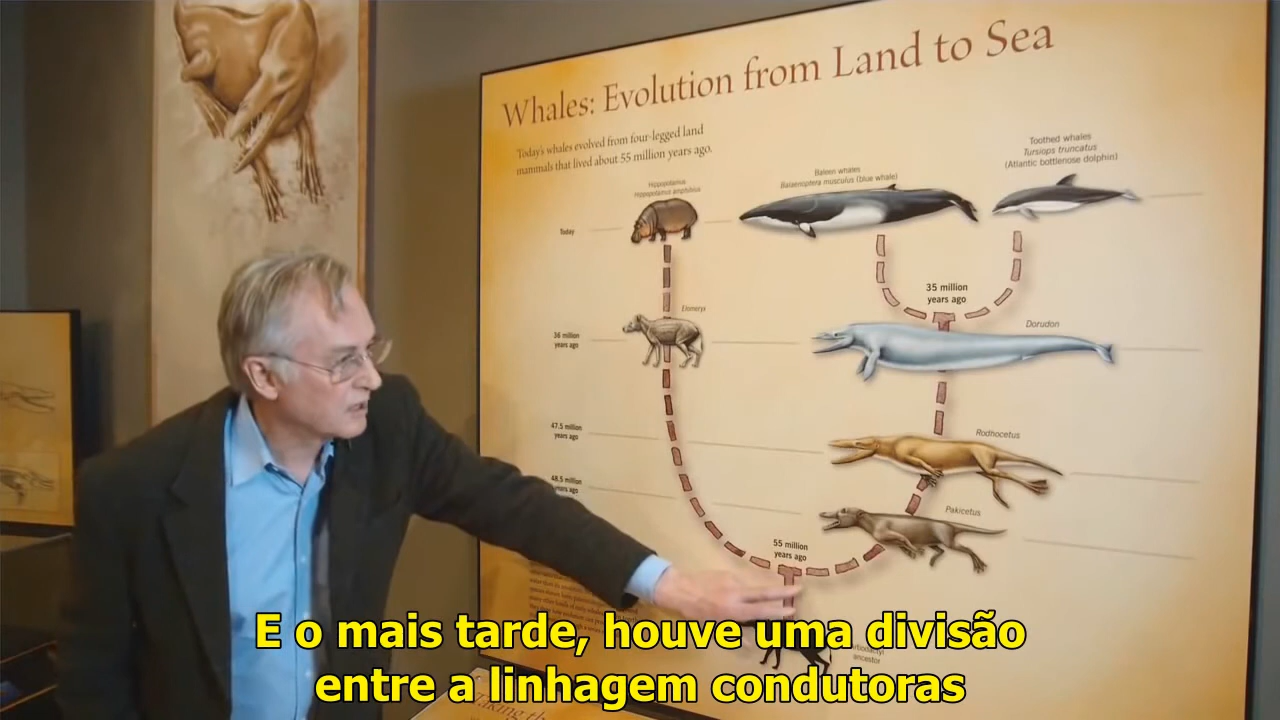 Whales: Evolution from Land to Sea
Today's whales evolved from four-legged land
mammals that lived about 55 million years ago.
Hippopotamus
Hippopotamus amphibius
Baleen whales
Balaenoptera musculus (blue whale)
Toothed whales
Tursiops truncatus
(Atlantic bottlenose dolphin)
Today
35 million
years ago
Elomeryx
Dorudon
36 million
years ago
47.5 million
years ago
Rodhocetus
48.5 million
years ago
Pakicetus
55 million
years ago
ancestor
E o mais tarde, houve uma divisão
entre a linhagem condutoras
Taking th